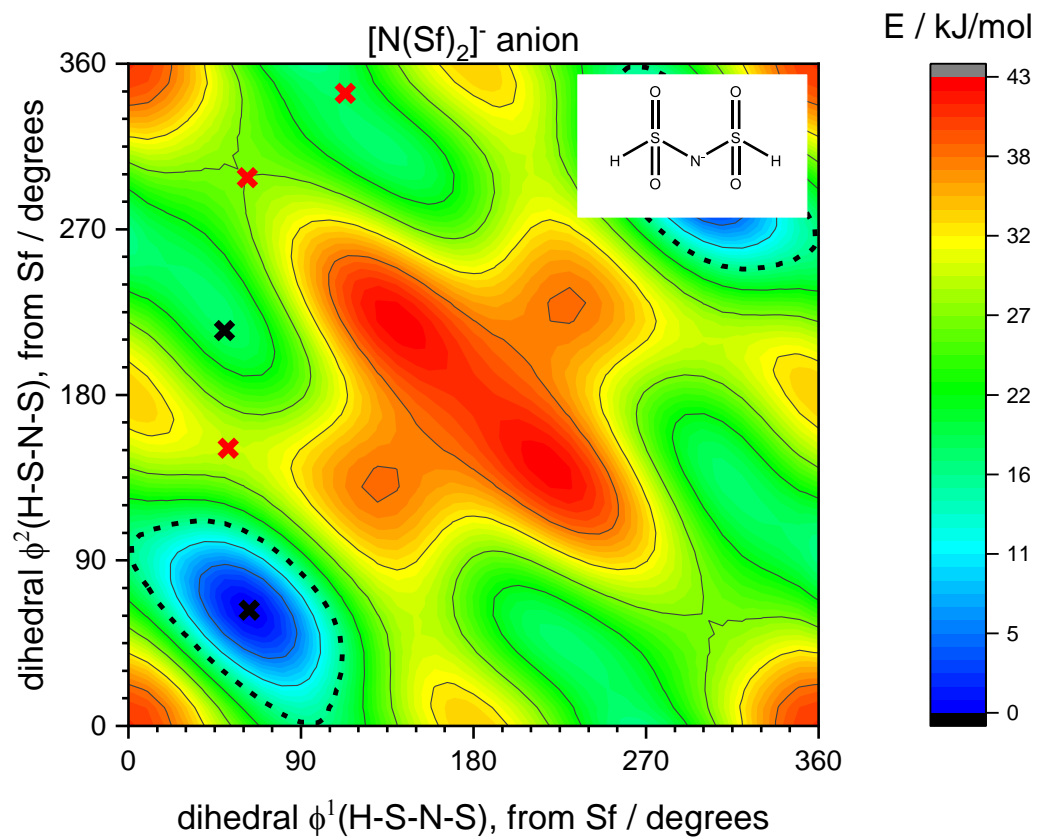 [N(Sf)₂]⁻ anion
E / kJ/mol
dihedral ϕ²(H-S-N-S), from Sf / degrees
360
270
180
90
0
0
90
180
270
360
dihedral ϕ¹(H-S-N-S), from Sf / degrees
O O
H S N⁻ S H
O O
43
38
32
27
22
16
11
5
0